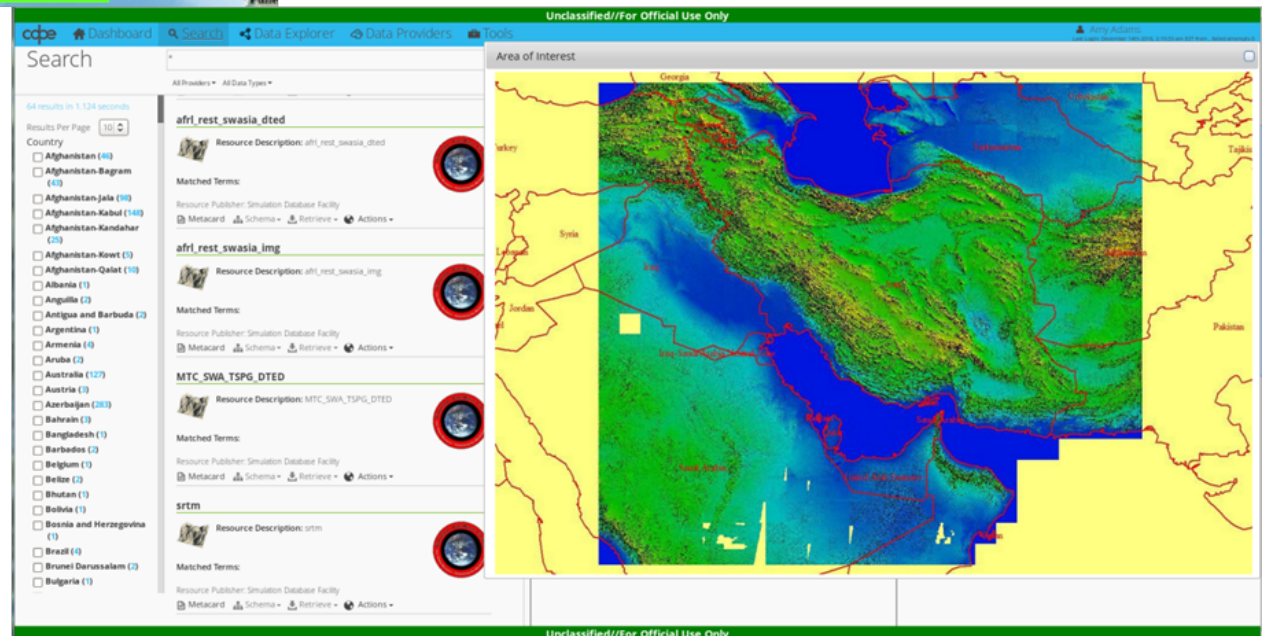 Unclassified//For Official Use Only
cdbe Dashboard Search Data Explorer Data Providers Tools
Amy Adams
Search
*
All Providers All Data Types
64 results in 1.124 seconds
Results Per Page 10
Country
Afghanistan (46)
Afghanistan-Bagram
(43)
Afghanistan-Jala (98)
Afghanistan-Kabul (148)
Afghanistan-Kandahar
(25)
Afghanistan-Kowt (5)
Afghanistan-Qalat (10)
Albania (1)
Anguilla (2)
Antigua and Barbuda (2)
Argentina (1)
Armenia (4)
Aruba (2)
Australia (127)
Austria (3)
Azerbaijan (283)
Bahrain (3)
Bangladesh (1)
Barbados (2)
Belgium (1)
Belize (2)
Bhutan (1)
Bolivia (1)
Bosnia and Herzegovina
(1)
Brazil (4)
Brunei Darussalam (2)
Bulgaria (1)
afrl_rest_swasia_dted
Resource Description: afrl_rest_swasia_dted
Matched Terms:
Resource Publisher: Simulation Database Facility
Metacard Schema Retrieve Actions
afrl_rest_swasia_img
Resource Description: afrl_rest_swasia_img
Matched Terms:
Resource Publisher: Simulation Database Facility
Metacard Schema Retrieve Actions
MTC_SWA_TSPG_DTED
Resource Description: MTC_SWA_TSPG_DTED
Matched Terms:
Resource Publisher: Simulation Database Facility
Metacard Schema Retrieve Actions
srtm
Resource Description: srtm
Matched Terms:
Resource Publisher: Simulation Database Facility
Metacard Schema Retrieve Actions
Area of Interest
Georgia
Uzbekistan
Turkmenistan
Tajikis
Syria
Iraq
Afghanistan
Jordan
Pakistan
Saudi Arabia
United Arab Emirates
Unclassified//For Official Use Only